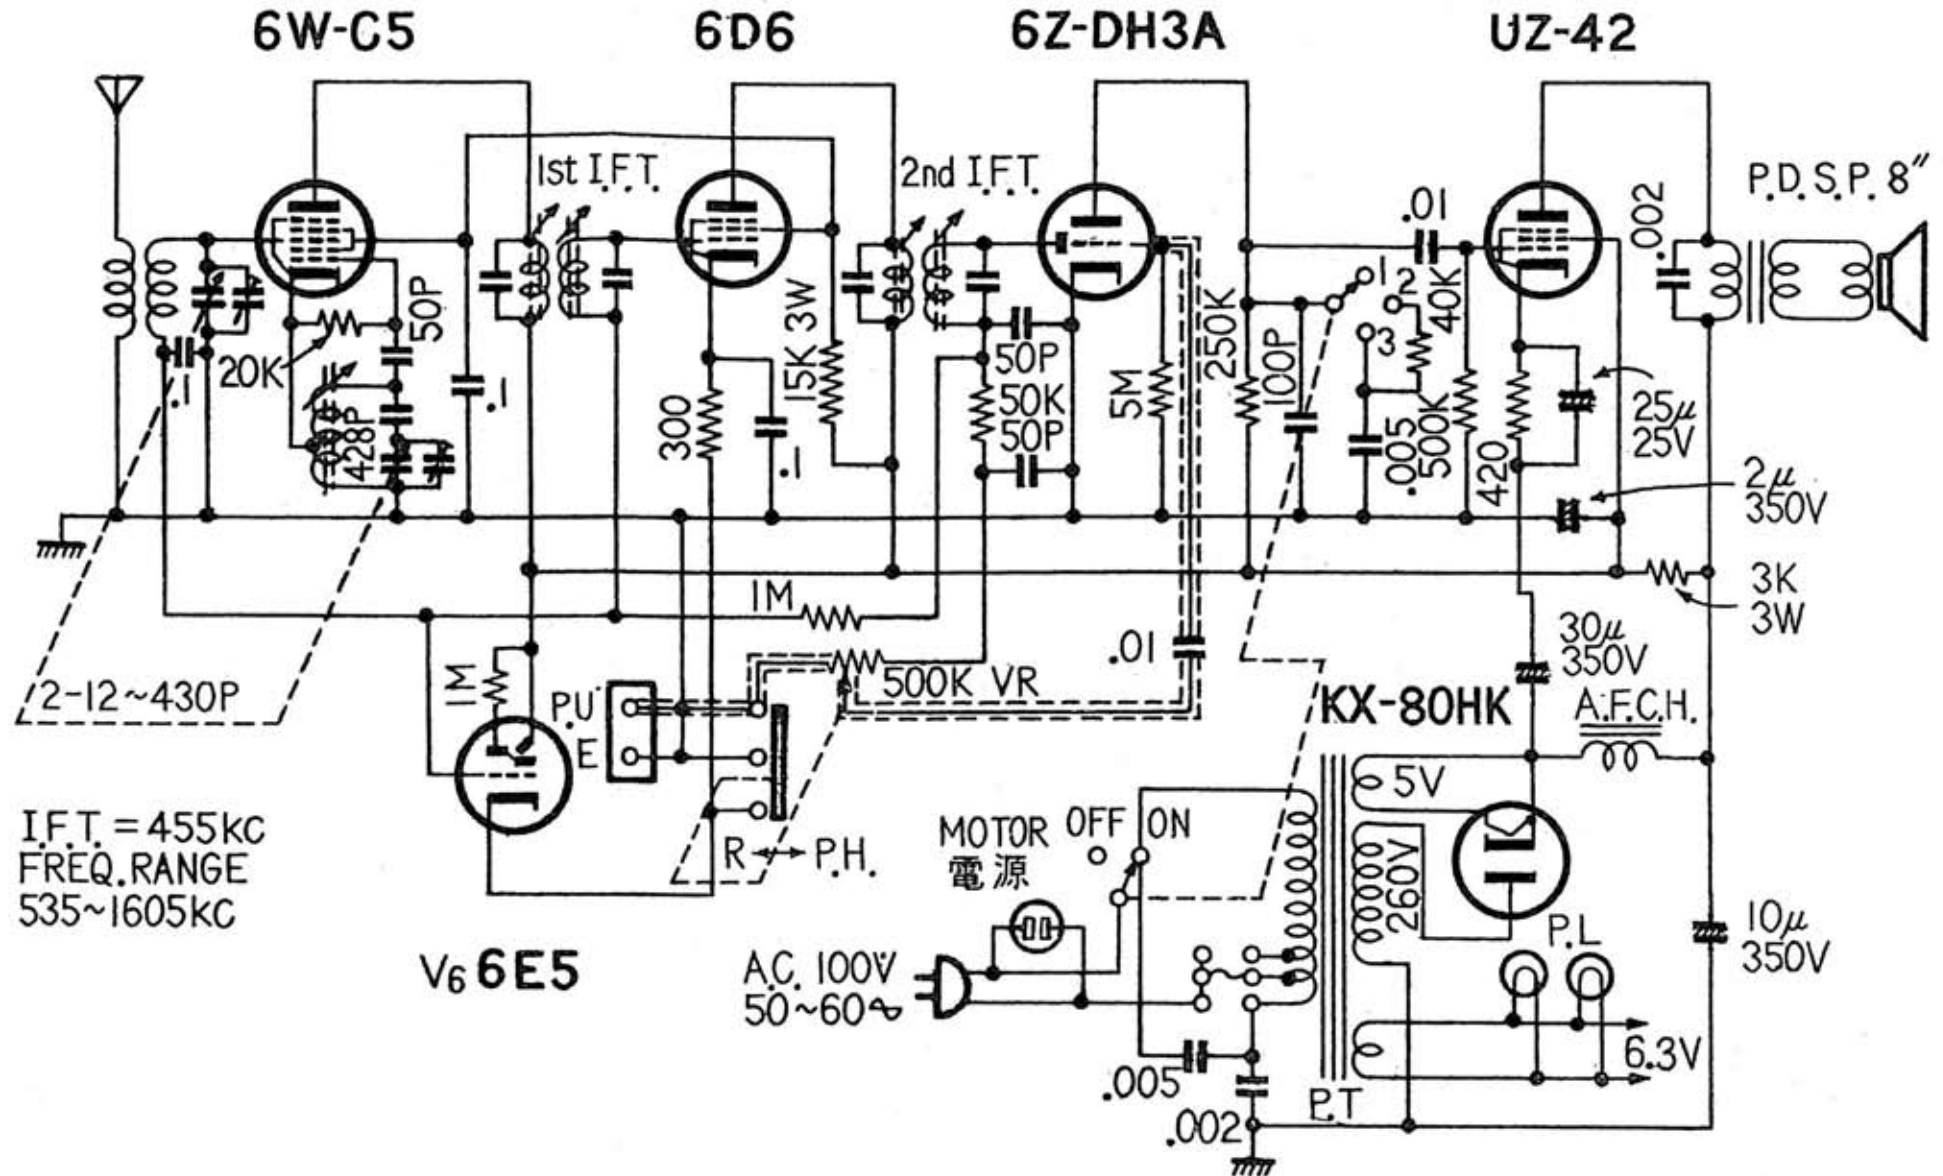 6W-C5
6D6
6Z-DH3A
UZ-42
1st I.F.T.
2nd I.F.T.
P.D.S.P. 8"
.01
.002
50P
20K
.1
428P
.1
300
.1
15K 3W
50P
50K
50P
5M
250K
100P
1
2
3
40K
.005
500K
420
25μ
25V
2μ
350V
3K
3W
1M
.01
30μ
350V
2-12~430P
1M
P.U
E
500K VR
KX-80HK
A.F.C.H.
5V
I.F.T. = 455KC
FREQ.RANGE
535~1605KC
R ↔ P.H.
MOTOR
電源
OFF
ON
260V
P.L
V6 6E5
A.C. 100V
50~60∿
10μ
350V
6.3V
.005
.002
P.T